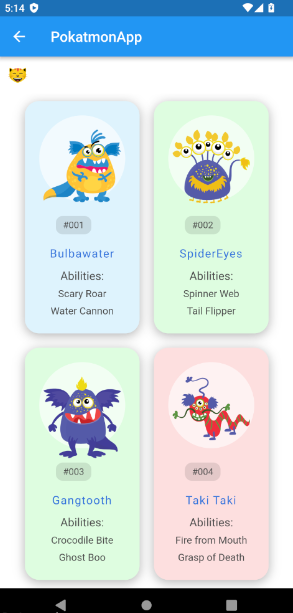 5:14
PokatmonApp
#001
Bulbawater
Abilities:
Scary Roar
Water Cannon
#002
SpiderEyes
Abilities:
Spinner Web
Tail Flipper
#003
Gangtooth
Abilities:
Crocodile Bite
Ghost Boo
#004
Taki Taki
Abilities:
Fire from Mouth
Grasp of Death